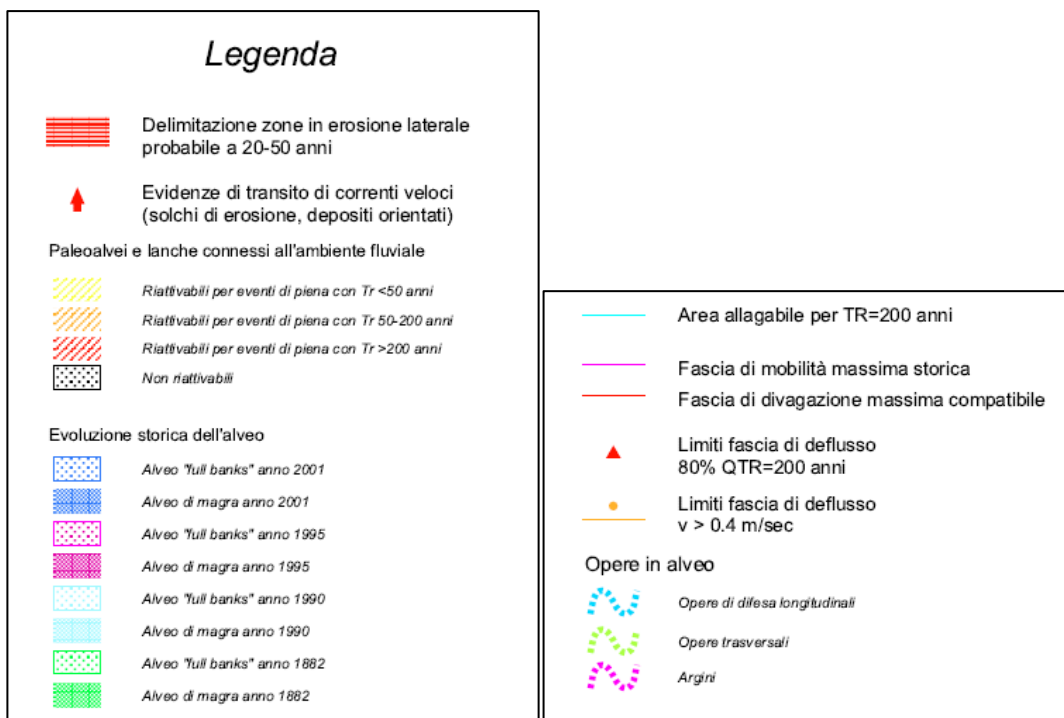 Legenda
Delimitazione zone in erosione laterale
probabile a 20-50 anni
Evidenze di transito di correnti veloci
(solchi di erosione, depositi orientati)
Paleoalvei e lanche connessi all'ambiente fluviale
Riattivabili per eventi di piena con Tr <50 anni
Riattivabili per eventi di piena con Tr 50-200 anni
Riattivabili per eventi di piena con Tr >200 anni
Non riattivabili
Evoluzione storica dell'alveo
Alveo "full banks" anno 2001
Alveo di magra anno 2001
Alveo "full banks" anno 1995
Alveo di magra anno 1995
Alveo "full banks" anno 1990
Alveo di magra anno 1990
Alveo "full banks" anno 1882
Alveo di magra anno 1882
Area allagabile per TR=200 anni
Fascia di mobilità massima storica
Fascia di divagazione massima compatibile
Limiti fascia di deflusso
80% QTR=200 anni
Limiti fascia di deflusso
v > 0.4 m/sec
Opere in alveo
Opere di difesa longitudinali
Opere trasversali
Argini